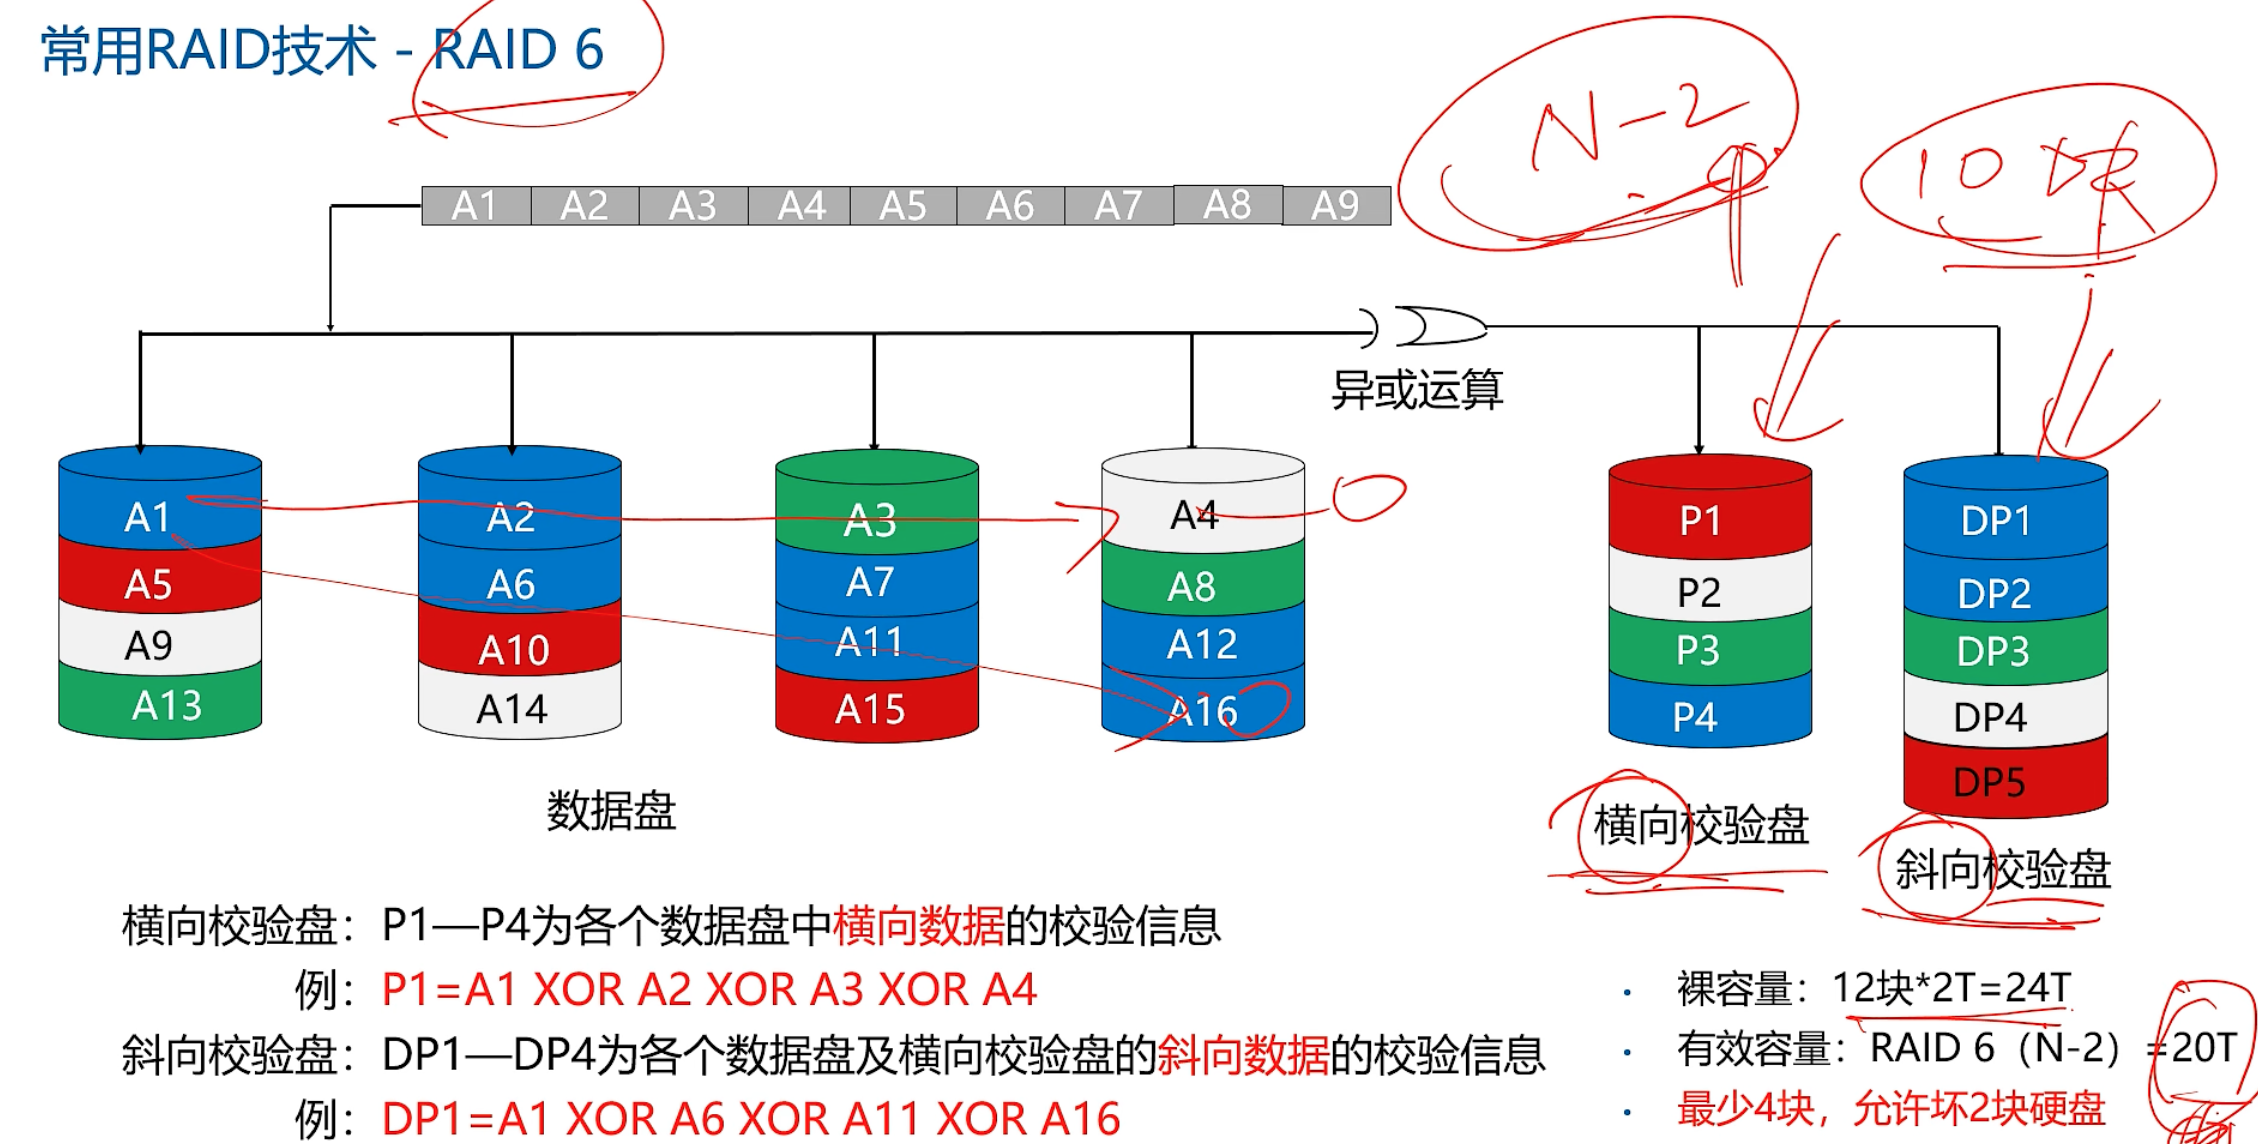 常用RAID技术 - RAID 6
N-2
10块
A1 A2 A3 A4 A5 A6 A7 A8 A9
异或运算
A1 A2 A3 A4 P1 DP1
A5 A6 A7 A8 P2 DP2
A9 A10 A11 A12 P3 DP3
A13 A14 A15 A16 P4 DP4
DP5
数据盘
横向校验盘
斜向校验盘
横向校验盘：P1—P4为各个数据盘中横向数据的校验信息
例：P1=A1 XOR A2 XOR A3 XOR A4
斜向校验盘：DP1—DP4为各个数据盘及横向校验盘的斜向数据的校验信息
例：DP1=A1 XOR A6 XOR A11 XOR A16
· 裸容量：12块*2T=24T
· 有效容量：RAID 6（N-2）=20T
· 最少4块，允许坏2块硬盘